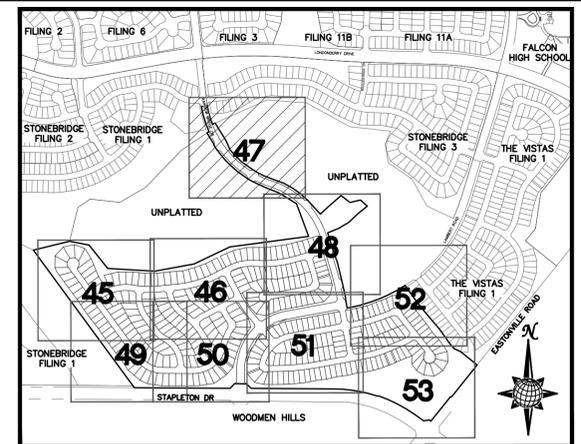 FILING 2
FILING 6
FILING 3
FILING 11B
FILING 11A
LONDONDERRY DRIVE
FALCON
HIGH SCHOOL
STONEBRIDGE
FILING 2
STONEBRIDGE
FILING 1
47
STONEBRIDGE
FILING 3
THE VISTAS
FILING 1
UNPLATTED
UNPLATTED
48
LAMBERT ROAD
45
46
52
THE VISTAS
FILING 1
EASTONVILLE ROAD
N
STONEBRIDGE
FILING 1
49
50
51
53
STAPLETON DR
WOODMEN HILLS